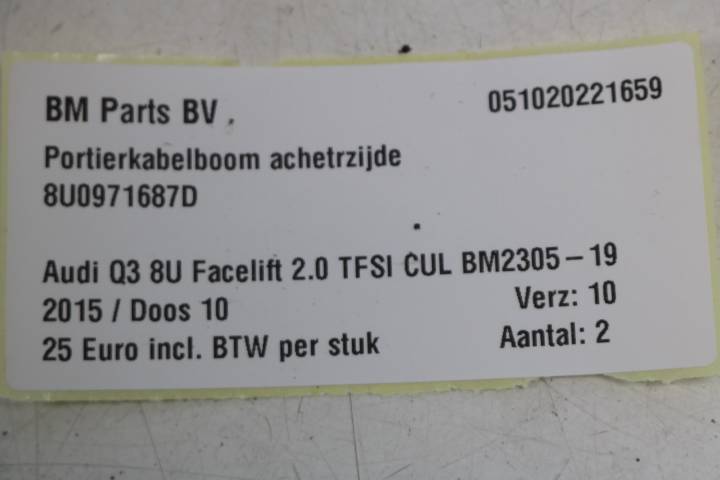 BM Parts BV. 051020221659
Portierkabelboom achetrzijde
8U0971687D
Audi Q3 8U Facelift 2.0 TFSI CUL BM2305-19
2015 / Doos 10 Verz: 10
25 Euro incl. BTW per stuk Aantal: 2